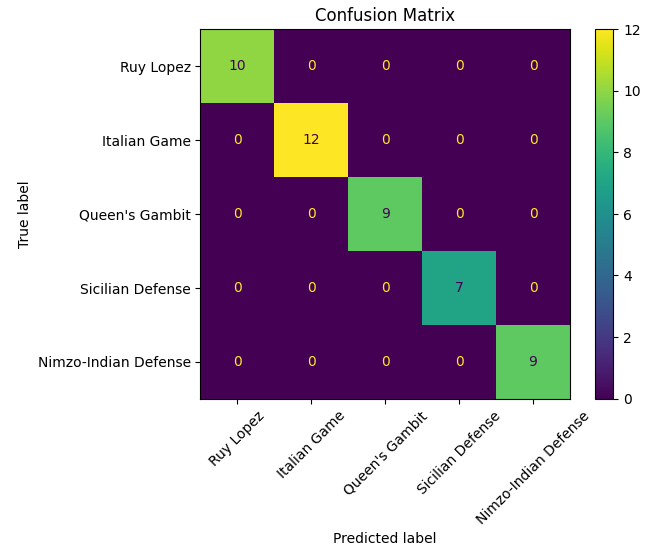 Confusion Matrix
True label
Ruy Lopez 10 0 0 0 0
Italian Game 0 12 0 0 0
Queen's Gambit 0 0 9 0 0
Sicilian Defense 0 0 0 7 0
Nimzo-Indian Defense 0 0 0 0 9
Ruy Lopez
Italian Game
Queen's Gambit
Sicilian Defense
Nimzo-Indian Defense
Predicted label
12
10
8
6
4
2
0